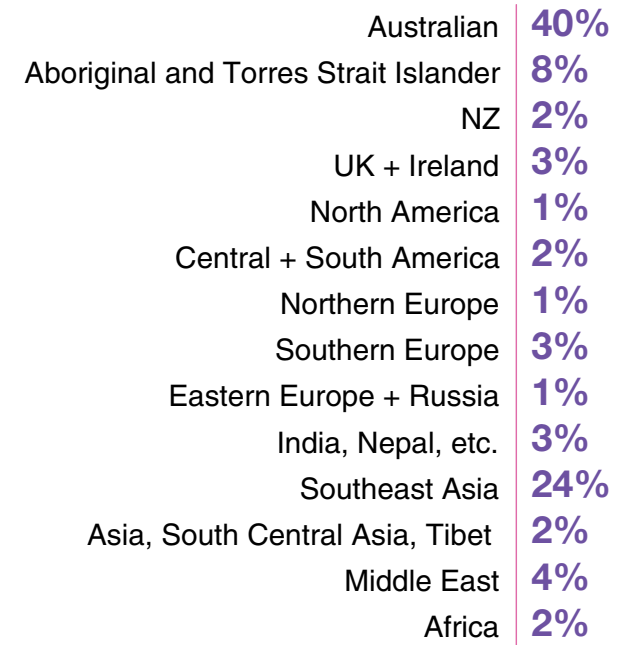 Australian 40%
Aboriginal and Torres Strait Islander 8%
NZ 2%
UK + Ireland 3%
North America 1%
Central + South America 2%
Northern Europe 1%
Southern Europe 3%
Eastern Europe + Russia 1%
India, Nepal, etc. 3%
Southeast Asia 24%
Asia, South Central Asia, Tibet 2%
Middle East 4%
Africa 2%